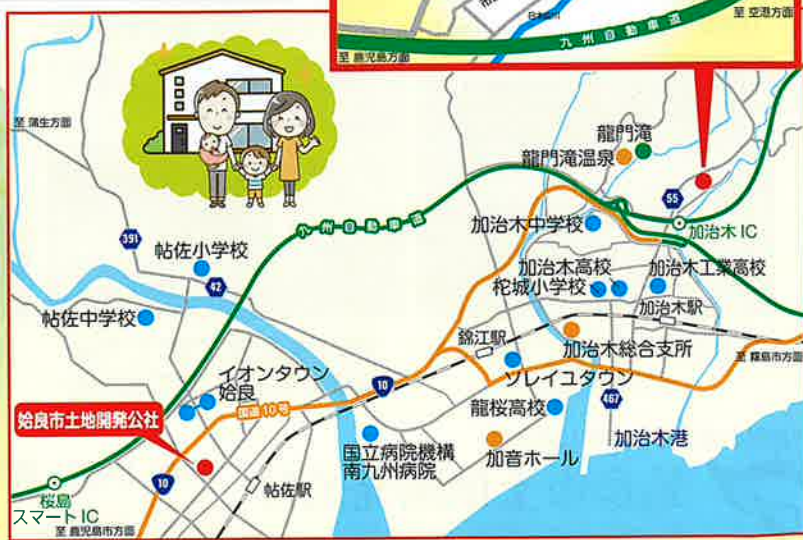 至 空港方面
九州自動車道
至 鹿児島方面
至 蒲生方面
龍門滝
龍門滝温泉
55
九州自動車道
加治木中学校
加治木 IC
391
帖佐小学校
加治木高校
加治木工業高校
42
柁城小学校
帖佐中学校
加治木駅
錦江駅
加治木総合支所
至 霧島市方面
イオンタウン
姶良
10
ソレイユタウン
国道10号
467
姶良市土地開発公社
龍桜高校
加治木港
国立病院機構
南九州病院
加音ホール
10
帖佐駅
桜島
スマート IC
至 鹿児島市方面